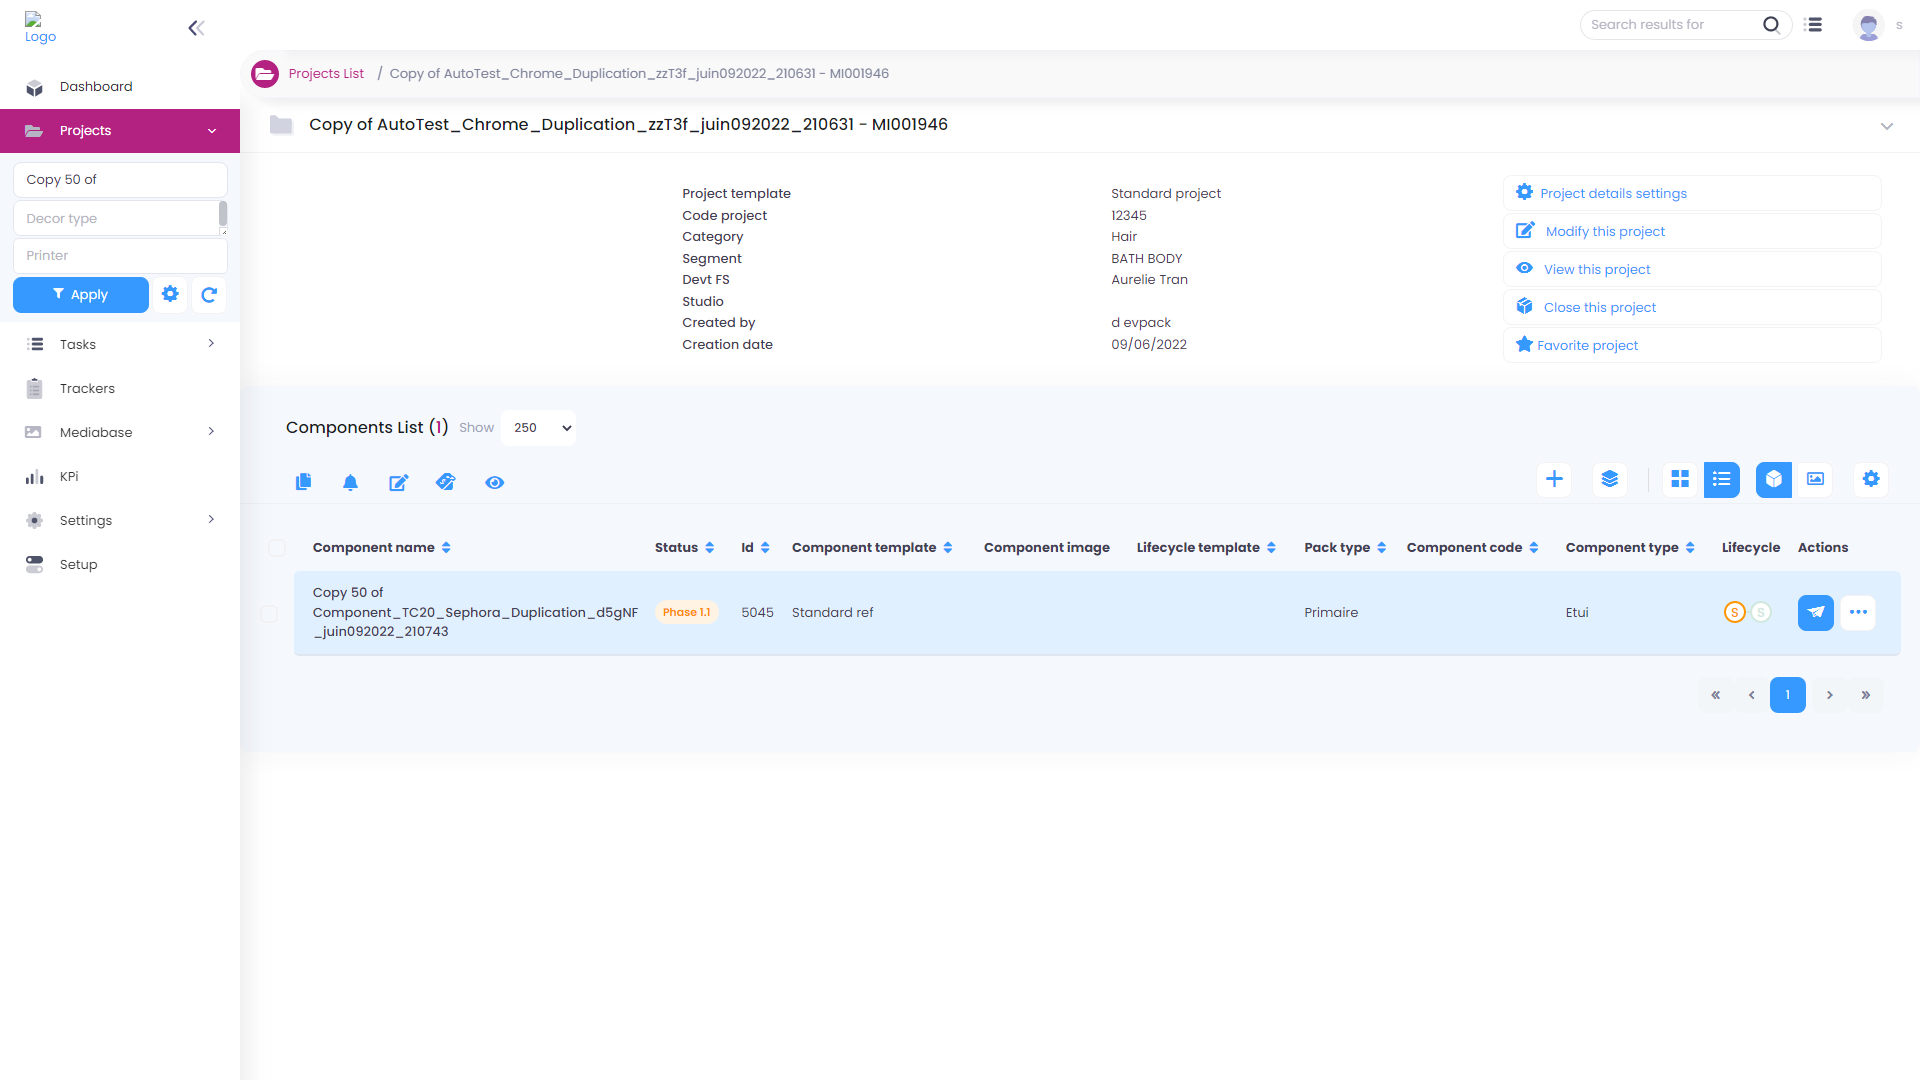 Logo
Search results for
s
Dashboard
Projects
Copy 50 of
Decor type
Printer
Apply
Tasks
Trackers
Mediabase
KPi
Settings
Setup
Projects List / Copy of AutoTest_Chrome_Duplication_zzT3f_juin092022_210631 - MI001946
Copy of AutoTest_Chrome_Duplication_zzT3f_juin092022_210631 - MI001946
Project template Standard project
Code project 12345
Category Hair
Segment BATH BODY
Devt FS Aurelie Tran
Studio
Created by d evpack
Creation date 09/06/2022
Project details settings
Modify this project
View this project
Close this project
Favorite project
Components List (1) Show 250
Component name Status Id Component template Component image Lifecycle template Pack type Component code Component type Lifecycle Actions
Copy 50 of
Component_TC20_Sephora_Duplication_d5gNF
_juin092022_210743
Phase 1.1 5045 Standard ref Primaire Etui S S
« ‹ 1 › »